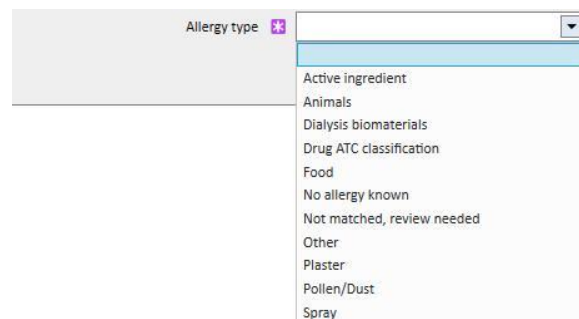 Allergy type
Active ingredient
Animals
Dialysis biomaterials
Drug ATC classification
Food
No allergy known
Not matched, review needed
Other
Plaster
Pollen/Dust
Spray